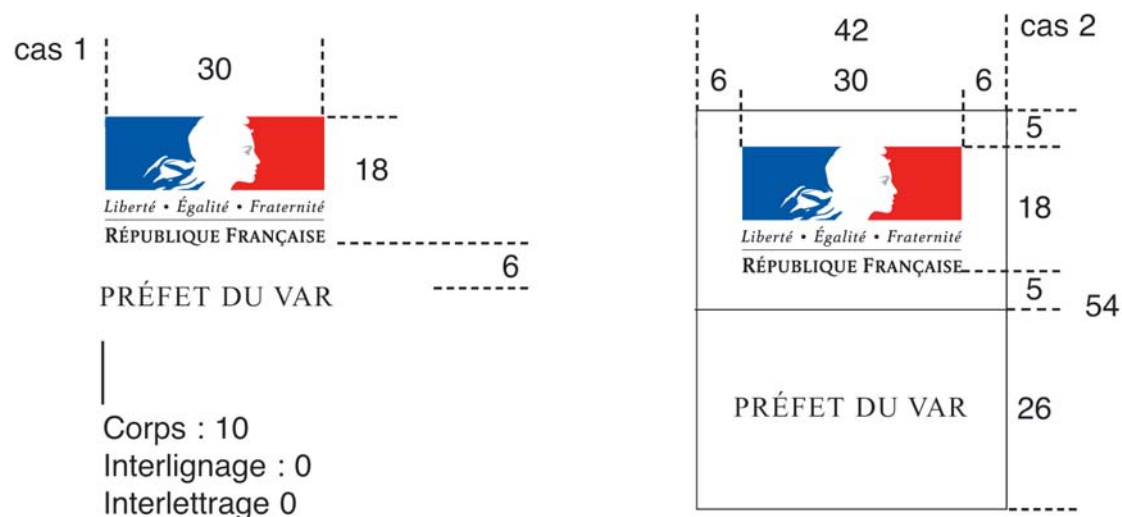 cas 1
30
18
Liberté • Égalité • Fraternité
RÉPUBLIQUE FRANÇAISE
6
PRÉFET DU VAR
Corps : 10
Interlignage : 0
Interlettrage 0
42
cas 2
6 30 6
5
18
Liberté • Égalité • Fraternité
RÉPUBLIQUE FRANÇAISE
5
54
PRÉFET DU VAR
26